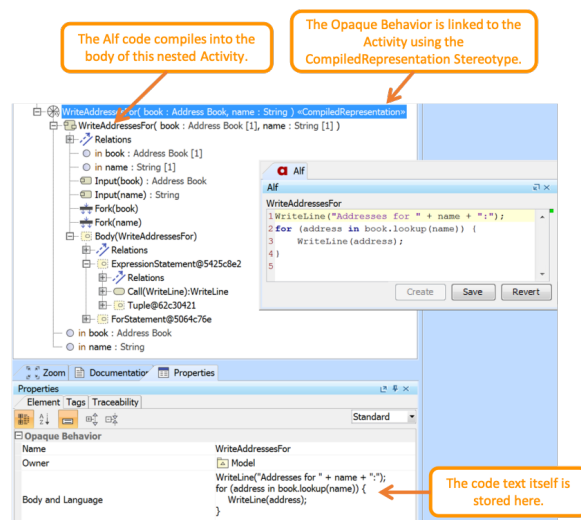 The Alf code compiles into the
body of this nested Activity.
The Opaque Behavior is linked to the
Activity using the
CompiledRepresentation Stereotype.
WriteAddressesFor( book : Address Book, name : String ) «CompiledRepresentation»
WriteAddressesFor( book : Address Book [1], name : String [1] )
Relations
in book : Address Book [1]
in name : String [1]
Input(book) : Address Book
Input(name) : String
Fork(book)
Fork(name)
Body(WriteAddressesFor)
Relations
ExpressionStatement@5425c8e2
Relations
Call(WriteLine):WriteLine
Tuple@62c30421
ForStatement@5064c76e
in book : Address Book
in name : String
Alf
Alf
WriteAddressesFor
1 WriteLine("Addresses for " + name + ":");
2 for (address in book.lookup(name)) {
3 WriteLine(address);
4 }
5
Create Save Revert
Zoom Documentation Properties
Properties
Element Tags Traceability
Standard
Opaque Behavior
Name WriteAddressesFor
Owner Model
Body and Language WriteLine("Addresses for " + name + ":");
for (address in book.lookup(name)) {
WriteLine(address);
}
The code text itself is
stored here.